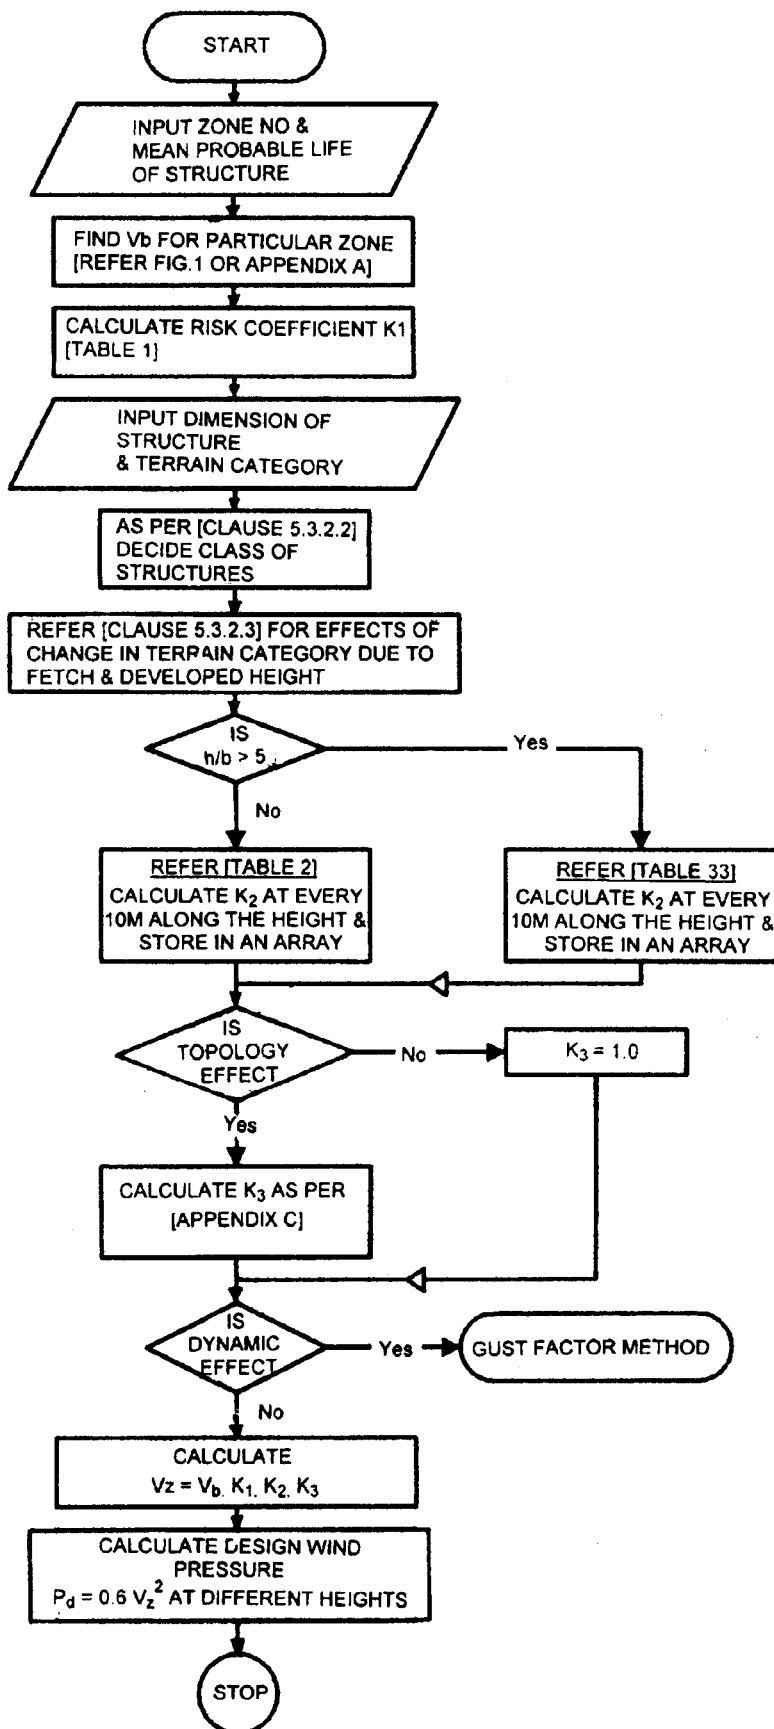 START
INPUT ZONE NO &
MEAN PROBABLE LIFE
OF STRUCTURE
FIND Vb FOR PARTICULAR ZONE
[REFER FIG.1 OR APPENDIX A]
CALCULATE RISK COEFFICIENT K1
[TABLE 1]
INPUT DIMENSION OF
STRUCTURE
& TERRAIN CATEGORY
AS PER [CLAUSE 5.3.2.2]
DECIDE CLASS OF
STRUCTURES
REFER [CLAUSE 5.3.2.3] FOR EFFECTS OF
CHANGE IN TERRAIN CATEGORY DUE TO
FETCH & DEVELOPED HEIGHT
IS
h/b > 5
Yes
No
REFER [TABLE 2]
CALCULATE K₂ AT EVERY
10M ALONG THE HEIGHT &
STORE IN AN ARRAY
REFER [TABLE 33]
CALCULATE K₂ AT EVERY
10M ALONG THE HEIGHT &
STORE IN AN ARRAY
IS
TOPOLOGY
EFFECT
No
K₃ = 1.0
Yes
CALCULATE K₃ AS PER
[APPENDIX C]
IS
DYNAMIC
EFFECT
Yes
GUST FACTOR METHOD
No
CALCULATE
Vz = V_b. K₁. K₂. K₃
CALCULATE DESIGN WIND
PRESSURE
P_d = 0.6 V_z² AT DIFFERENT HEIGHTS
STOP